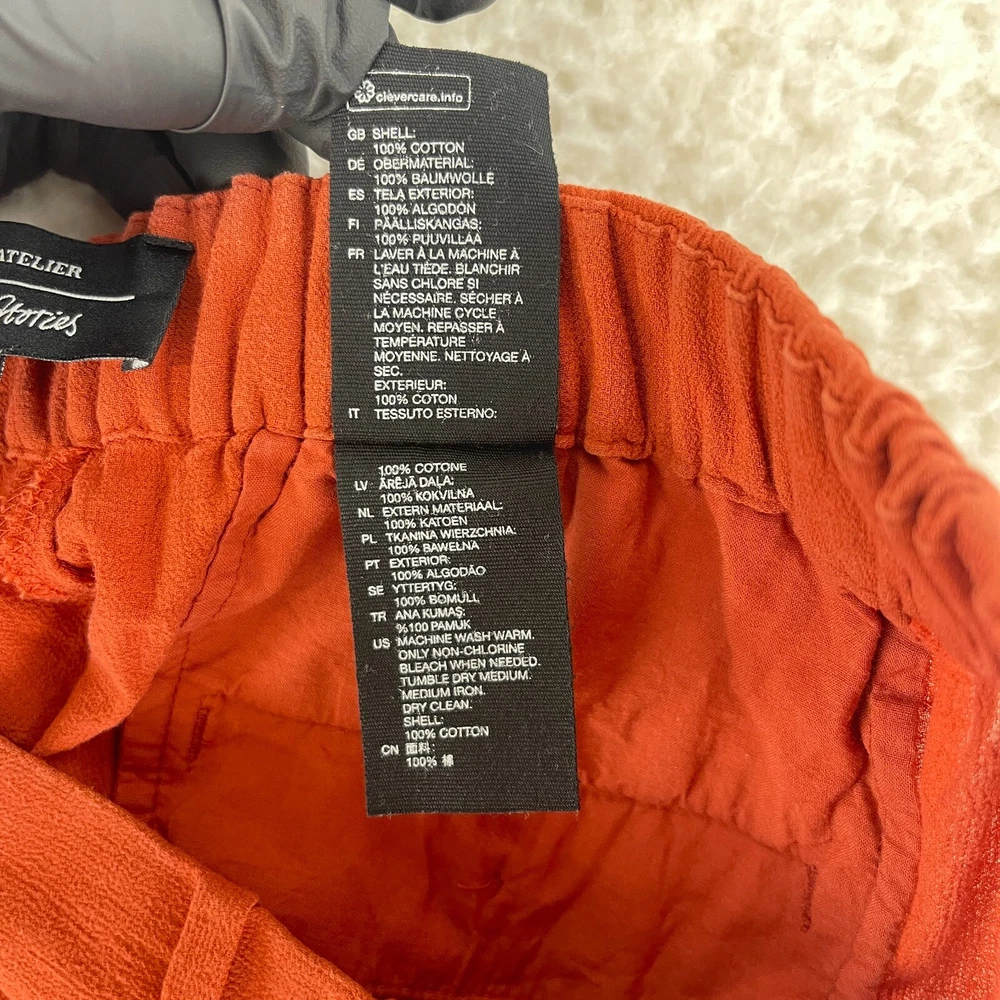 clevercare.info
GB SHELL:
100% COTTON
DE OBERMATERIAL:
100% BAUMWOLLE
ES TELA EXTERIOR:
100% ALGODÓN
FI PÄÄLLISKANGAS:
100% PUUVILLAA
FR LAVER À LA MACHINE À
L'EAU TIÈDE. BLANCHIR
SANS CHLORE SI
NÉCESSAIRE. SÉCHER À
LA MACHINE CYCLE
MOYEN. REPASSER À
TEMPÉRATURE
MOYENNE. NETTOYAGE À
SEC.
EXTERIEUR:
100% COTON
IT TESSUTO ESTERNO:
100% COTONE
LV ĀRĒJĀ DAĻA:
100% KOKVILNA
NL EXTERN MATERIAAL:
100% KATOEN
PL TKANINA WIERZCHNIA:
100% BAWEŁNA
PT EXTERIOR:
100% ALGODÃO
SE YTTERTYG:
100% BOMULL
TR ANA KUMAŞ:
%100 PAMUK
US MACHINE WASH WARM.
ONLY NON-CHLORINE
BLEACH WHEN NEEDED.
TUMBLE DRY MEDIUM.
MEDIUM IRON.
DRY CLEAN.
SHELL:
100% COTTON
CN 面料:
100% 棉
ATELIER
Stories